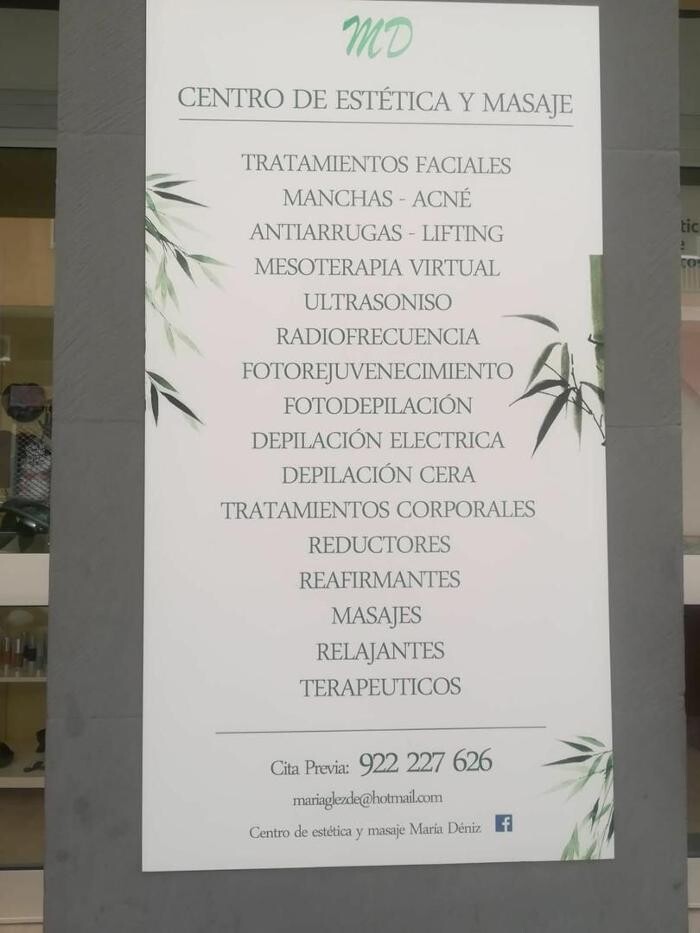 MD
CENTRO DE ESTÉTICA Y MASAJE
TRATAMIENTOS FACIALES
MANCHAS - ACNÉ
ANTIARRUGAS - LIFTING
MESOTERAPIA VIRTUAL
ULTRASONISO
RADIOFRECUENCIA
FOTOREJUVENECIMIENTO
FOTODEPILACIÓN
DEPILACIÓN ELECTRICA
DEPILACIÓN CERA
TRATAMIENTOS CORPORALES
REDUCTORES
REAFIRMANTES
MASAJES
RELAJANTES
TERAPEUTICOS
Cita Previa: 922 227 626
mariaglezde@hotmail.com
Centro de estética y masaje María Déniz f